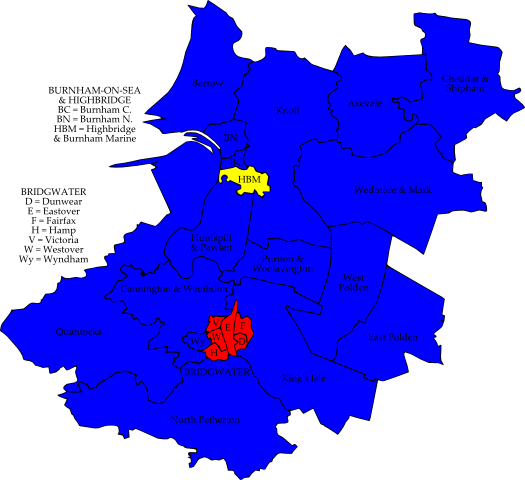 Cheddar &
Shipham
Berrow
Knoll
Axevale
BURNHAM-ON-SEA
& HIGHBRIDGE
BC = Burnham C.
BN = Burnham N.
HBM = Highbridge
& Burnham Marine
BN
HBM
Wedmore & Mark
BRIDGWATER
D = Dunwear
E = Eastover
F = Fairfax
H = Hamp
V = Victoria
W = Westover
Wy = Wyndham
Huntspill
& Pawlett
Puriton &
Woolavington
West
Polden
Cannington & Wembdon
Quantocks
V
E
F
W
Wy
D
H
East Polden
BRIDGWATER
King's Isle
North Petherton